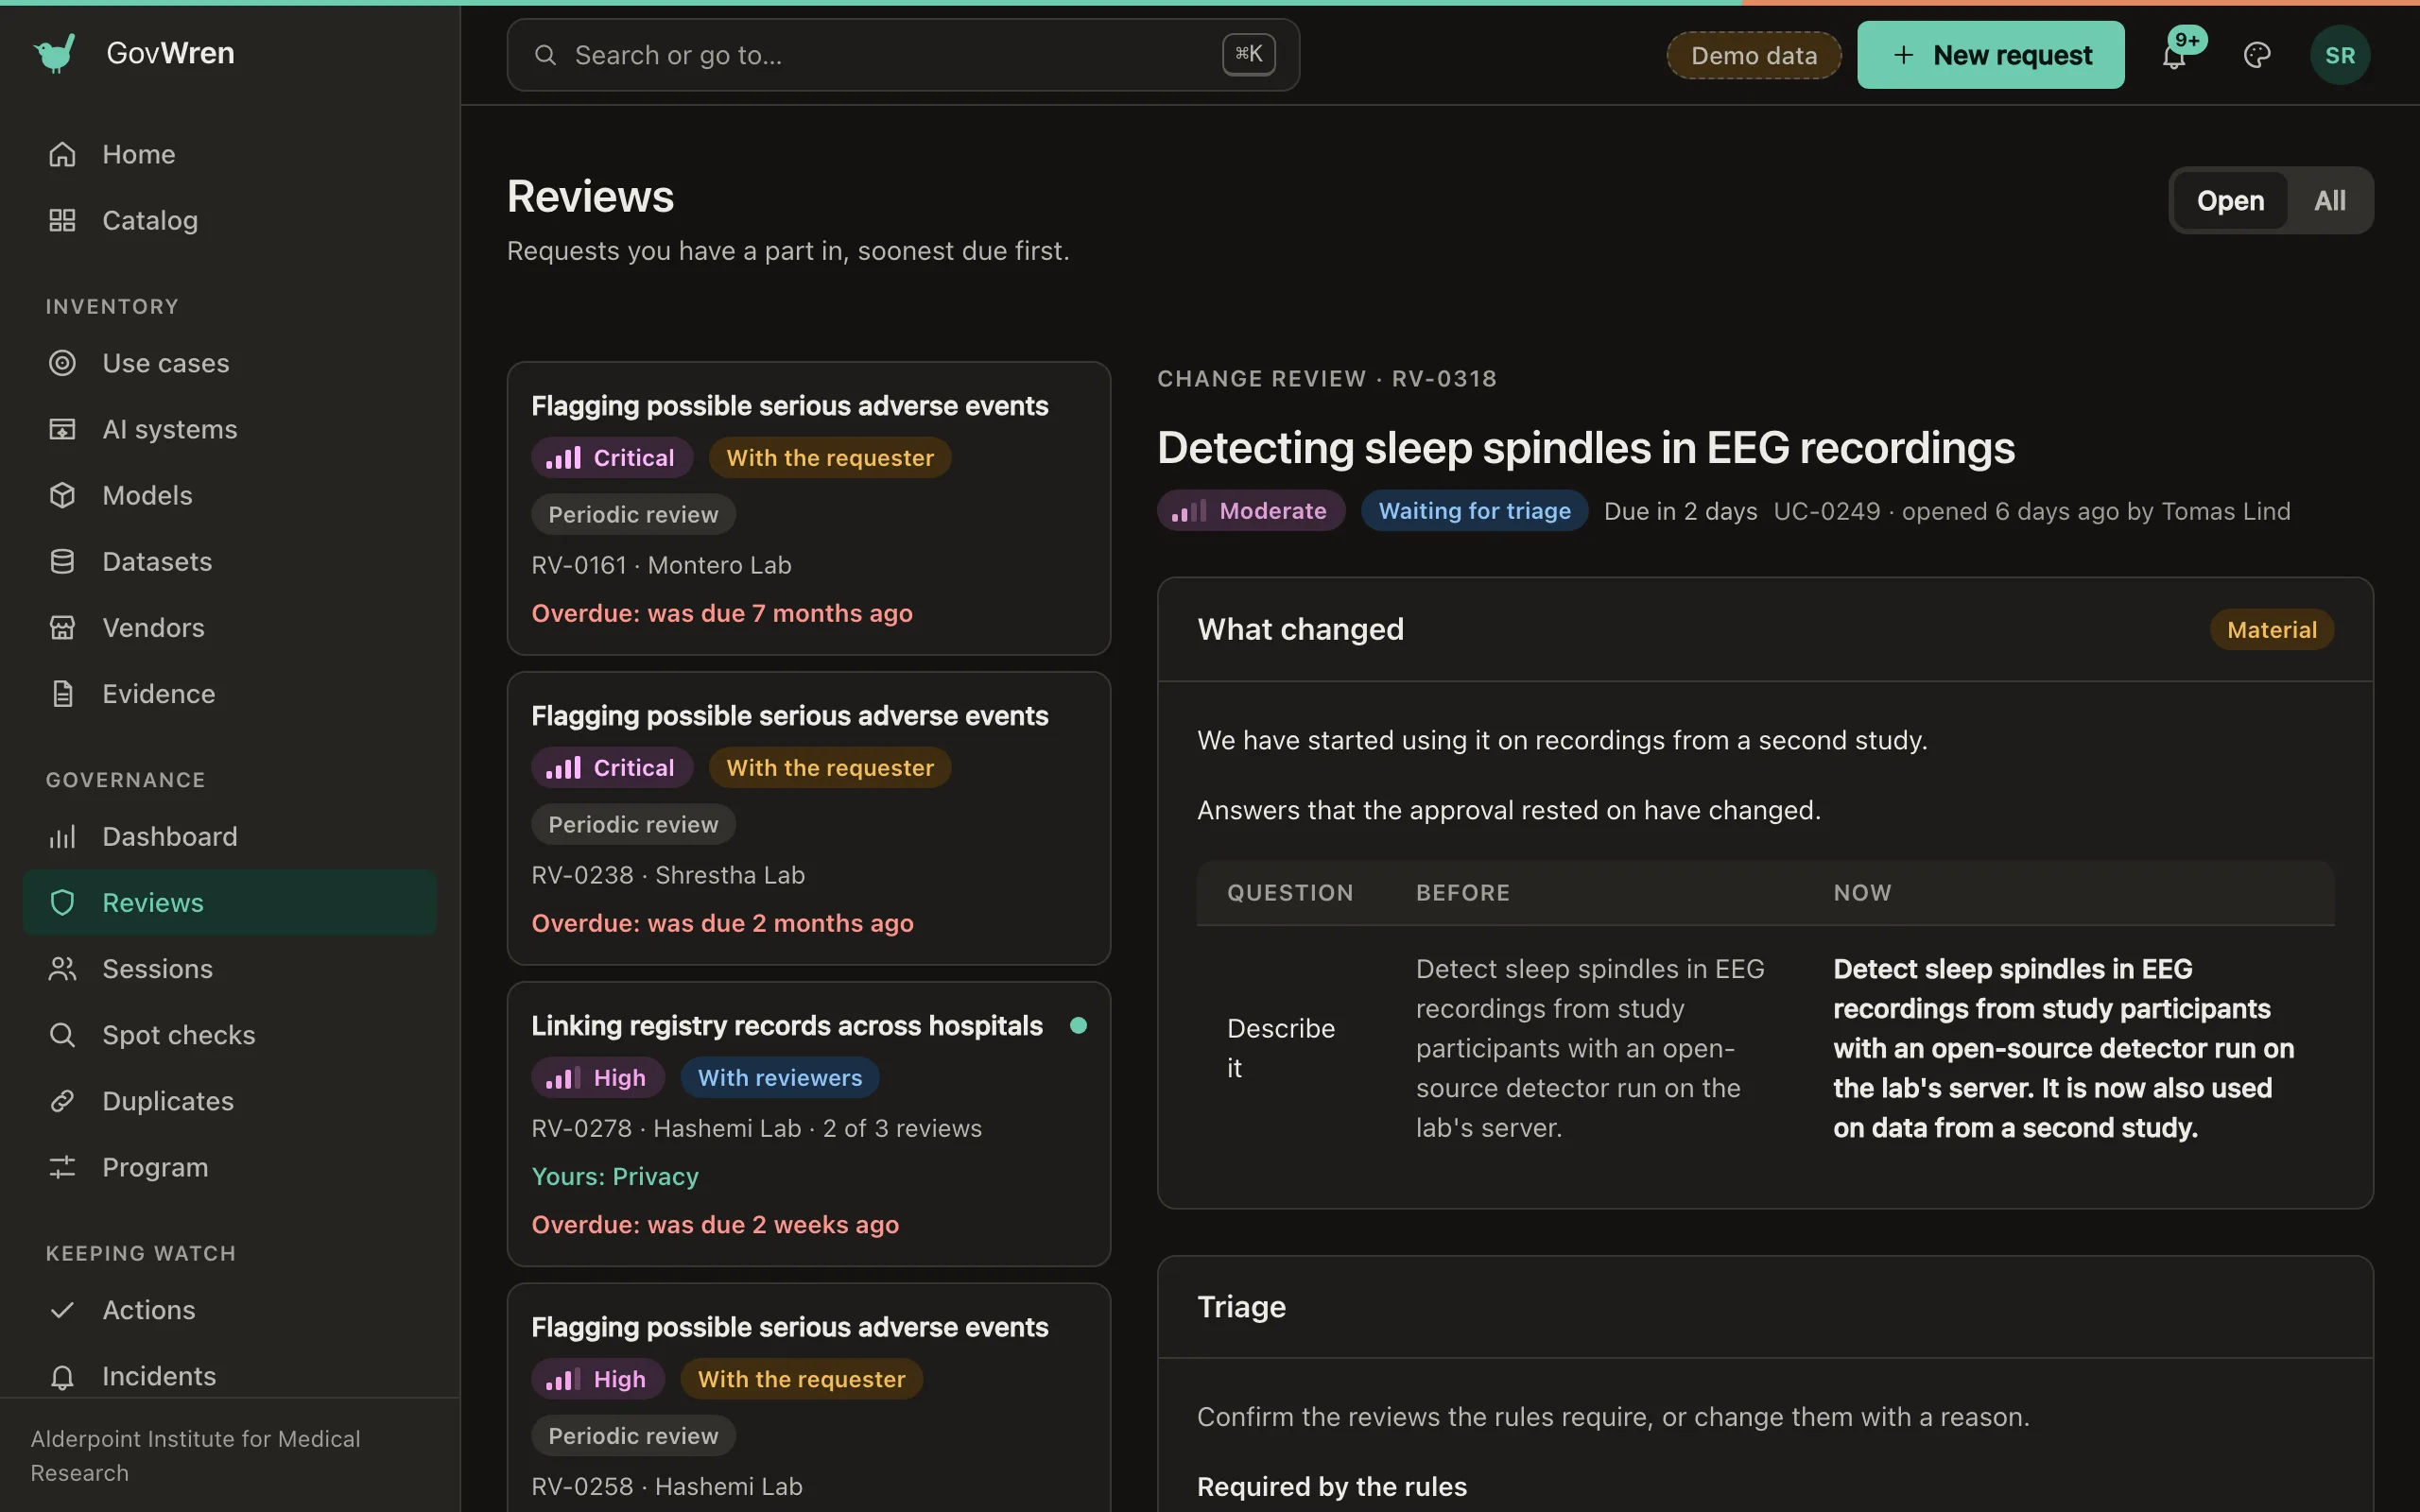 GovWren
Search or go to...
⌘K
Demo data
+ New request
9+
SR
Home
Catalog
INVENTORY
Use cases
AI systems
Models
Datasets
Vendors
Evidence
GOVERNANCE
Dashboard
Reviews
Sessions
Spot checks
Duplicates
Program
KEEPING WATCH
Actions
Incidents
Alderpoint Institute for Medical
Research
Reviews
Requests you have a part in, soonest due first.
Open
All
Flagging possible serious adverse events
Critical
With the requester
Periodic review
RV-0161 · Montero Lab
Overdue: was due 7 months ago
Flagging possible serious adverse events
Critical
With the requester
Periodic review
RV-0238 · Shrestha Lab
Overdue: was due 2 months ago
Linking registry records across hospitals
High
With reviewers
RV-0278 · Hashemi Lab · 2 of 3 reviews
Yours: Privacy
Overdue: was due 2 weeks ago
Flagging possible serious adverse events
High
With the requester
Periodic review
RV-0258 · Hashemi Lab
CHANGE REVIEW · RV-0318
Detecting sleep spindles in EEG recordings
Moderate
Waiting for triage
Due in 2 days
UC-0249 · opened 6 days ago by Tomas Lind
What changed
Material
We have started using it on recordings from a second study.
Answers that the approval rested on have changed.
QUESTION
BEFORE
NOW
Describe
it
Detect sleep spindles in EEG
recordings from study
participants with an open-
source detector run on the
lab's server.
Detect sleep spindles in EEG
recordings from study participants
with an open-source detector run on
the lab's server. It is now also used
on data from a second study.
Triage
Confirm the reviews the rules require, or change them with a reason.
Required by the rules